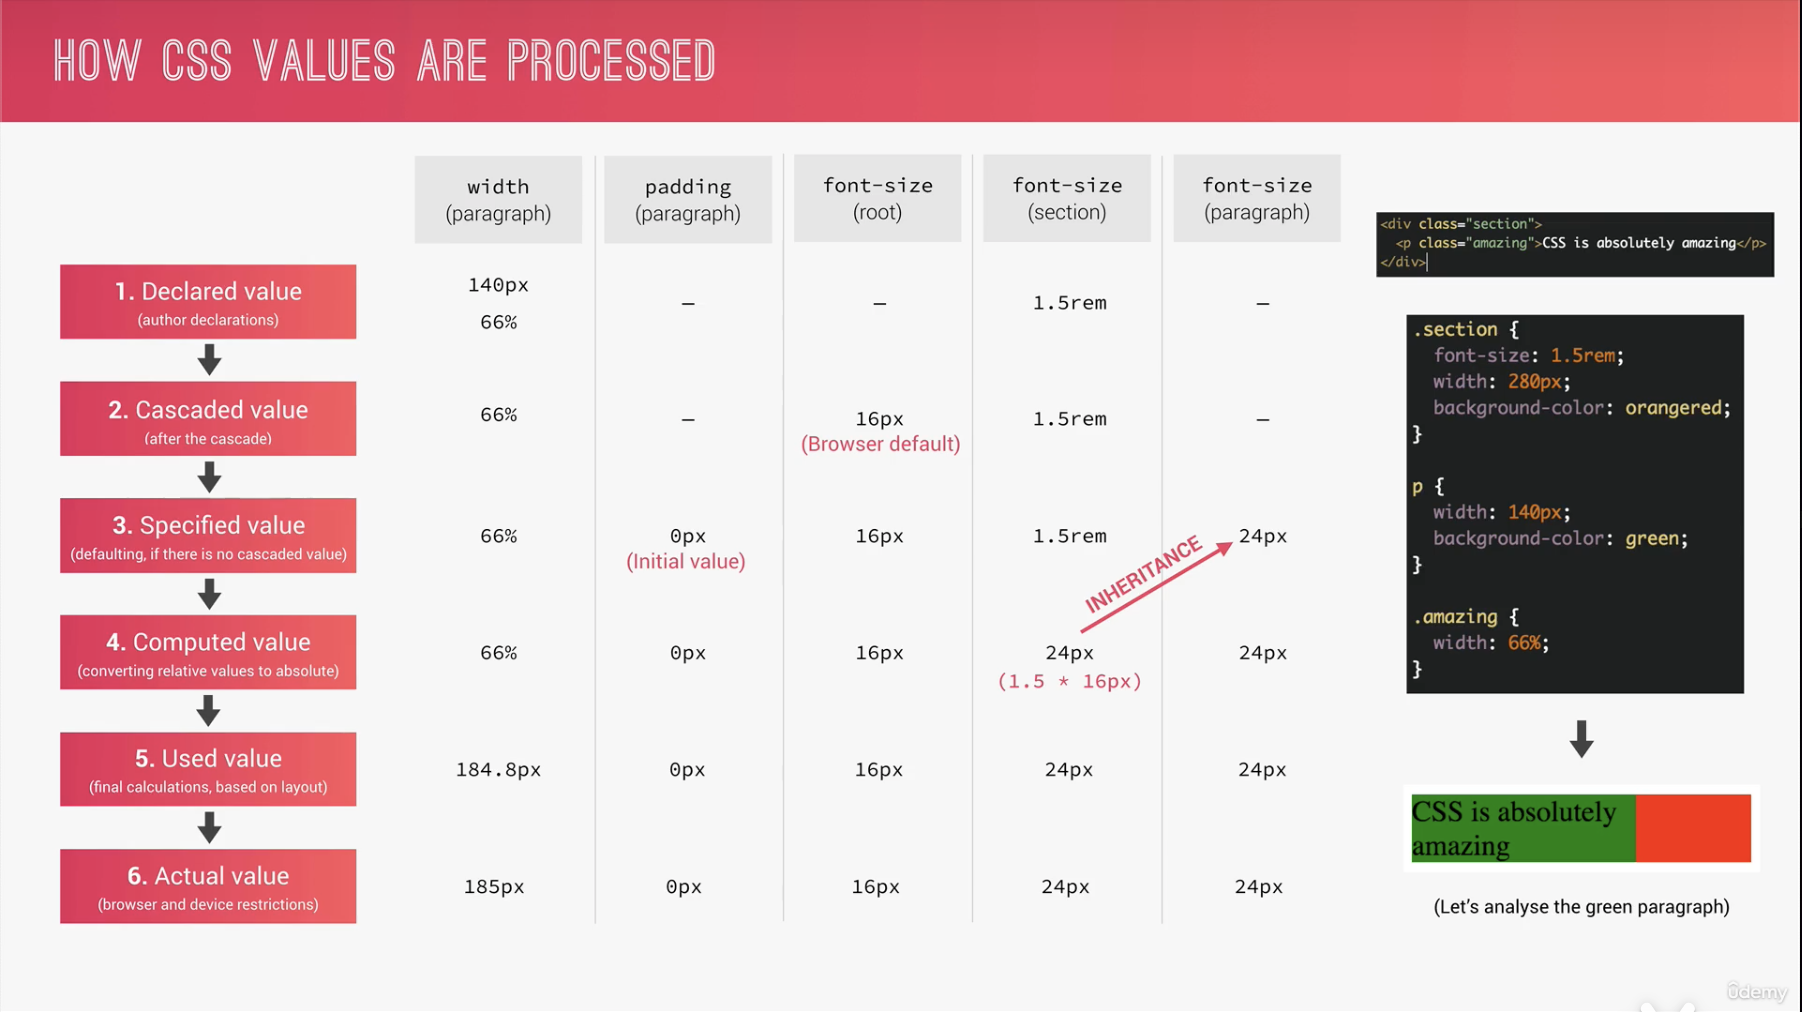 HOW CSS VALUES ARE PROCESSED
width
(paragraph)
padding
(paragraph)
font-size
(root)
font-size
(section)
font-size
(paragraph)
1. Declared value
(author declarations)
140px
66%
–
–
1.5rem
–
2. Cascaded value
(after the cascade)
66%
–
16px
(Browser default)
1.5rem
–
3. Specified value
(defaulting, if there is no cascaded value)
66%
0px
(Initial value)
16px
1.5rem
INHERITANCE
24px
4. Computed value
(converting relative values to absolute)
66%
0px
16px
24px
(1.5 * 16px)
24px
5. Used value
(final calculations, based on layout)
184.8px
0px
16px
24px
24px
6. Actual value
(browser and device restrictions)
185px
0px
16px
24px
24px
<div class="section">
<p class="amazing">CSS is absolutely amazing</p>
</div>
.section {
font-size: 1.5rem;
width: 280px;
background-color: orangered;
}
p {
width: 140px;
background-color: green;
}
.amazing {
width: 66%;
}
CSS is absolutely
amazing
(Let's analyse the green paragraph)
ûdemy